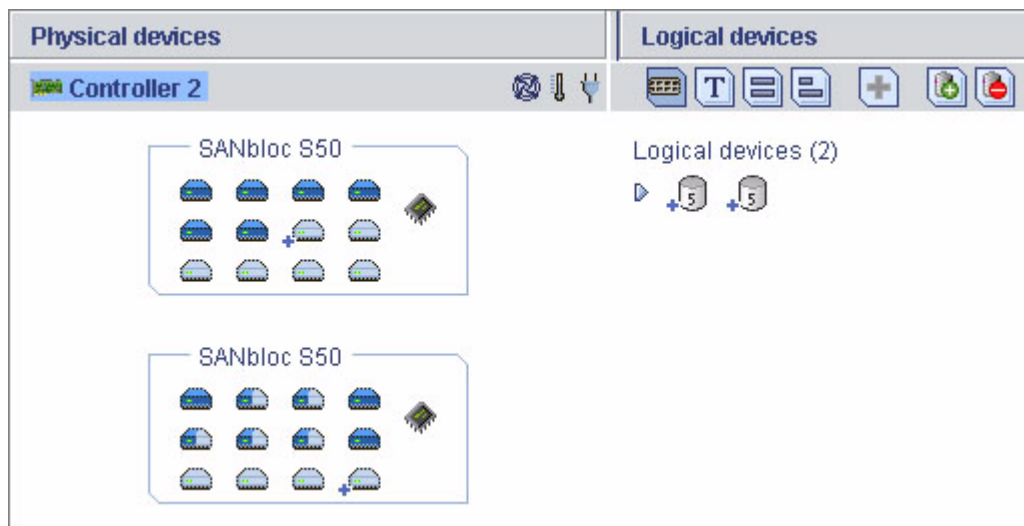 Physical devices
Logical devices
Controller 2
T
SANbloc S50
Logical devices (2)
5 5
SANbloc S50